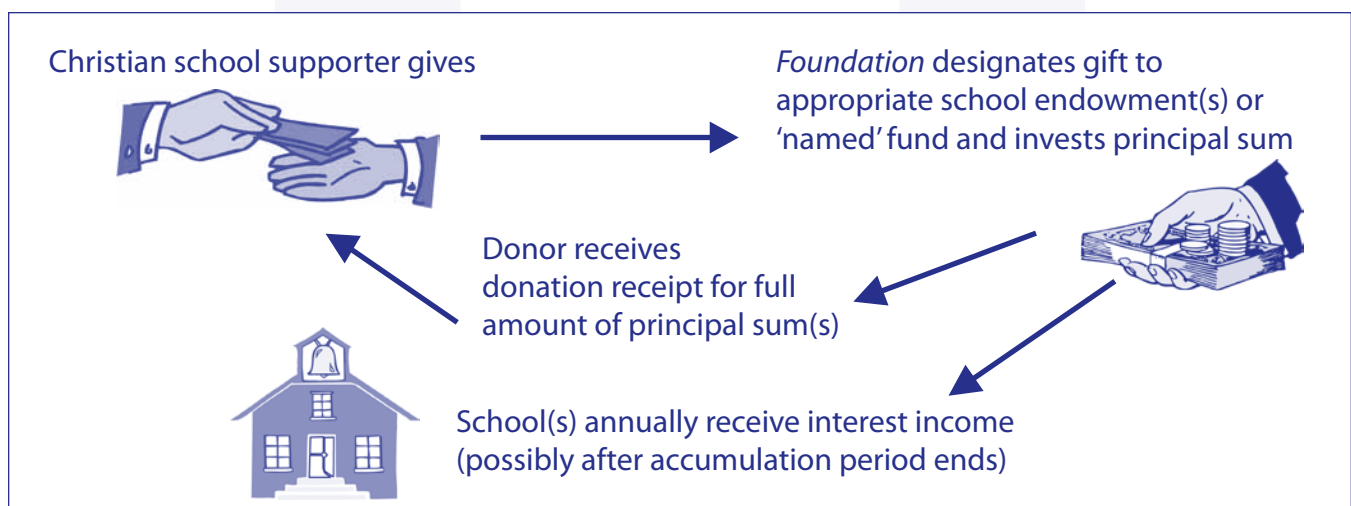 Christian school supporter gives
Foundation designates gift to
appropriate school endowment(s) or
‘named’ fund and invests principal sum
Donor receives
donation receipt for full
amount of principal sum(s)
School(s) annually receive interest income
(possibly after accumulation period ends)